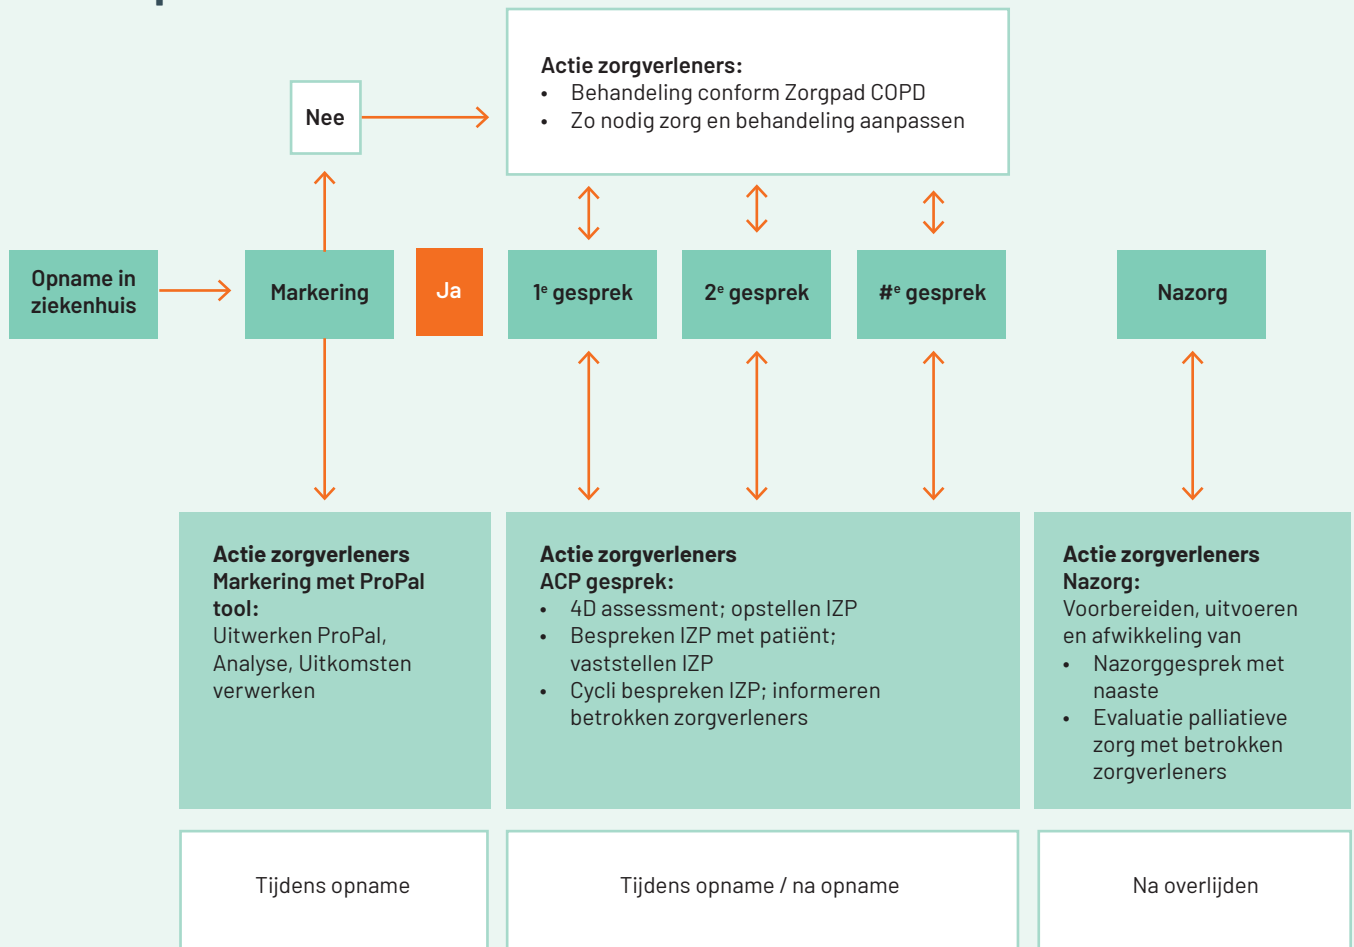 Actie zorgverleners:
• Behandeling conform Zorgpad COPD
• Zo nodig zorg en behandeling aanpassen
Nee
Opname in
ziekenhuis
Markering
Ja
1e gesprek
2e gesprek
#e gesprek
Nazorg
Actie zorgverleners
Markering met ProPal
tool:
Uitwerken ProPal,
Analyse, Uitkomsten
verwerken
Actie zorgverleners
ACP gesprek:
• 4D assessment; opstellen IZP
• Bespreken IZP met patiënt;
vaststellen IZP
• Cycli bespreken IZP; informeren
betrokken zorgverleners
Actie zorgverleners
Nazorg:
Voorbereiden, uitvoeren
en afwikkeling van
• Nazorggesprek met
naaste
• Evaluatie palliatieve
zorg met betrokken
zorgverleners
Tijdens opname
Tijdens opname / na opname
Na overlijden